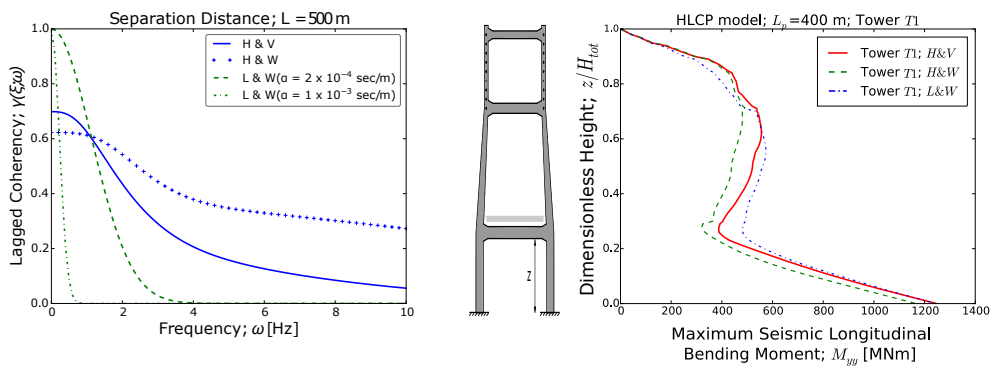 Separation Distance; L = 500 m
Lagged Coherency; γ(ξ;ω)
1.0
0.8
0.6
0.4
0.2
0.0
H & V
H & W
L & W(α = 2 x 10⁻⁴ sec/m)
L & W(α = 1 x 10⁻³ sec/m)
0
2
4
6
8
10
Frequency; ω [Hz]
z
HLCP model; L_p=400 m; Tower T1
Dimensionless Height; z/H_tot
1.0
0.8
0.6
0.4
0.2
0.0
Tower T1; H&V
Tower T1; H&W
Tower T1; L&W
0
200
400
600
800
1000
1200
1400
Maximum Seismic Longitudinal
Bending Moment; M_yy [MNm]